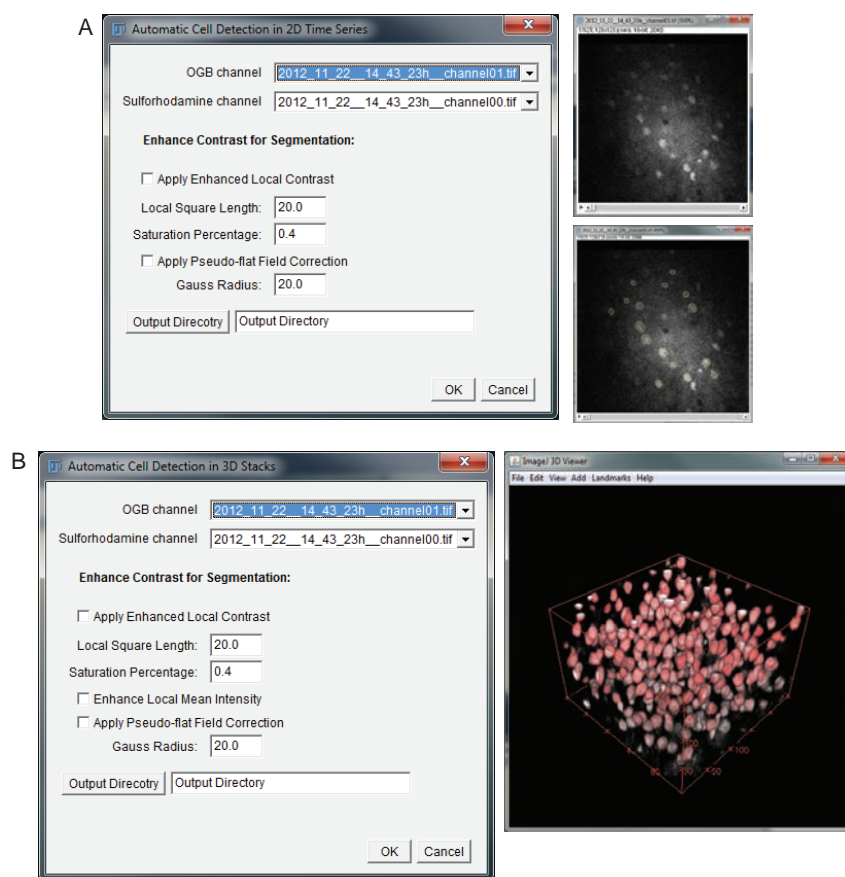 A
Automatic Cell Detection in 2D Time Series
OGB channel 2012_11_22__14_43_23h__channel01.tif
Sulforhodamine channel 2012_11_22__14_43_23h__channel00.tif
Enhance Contrast for Segmentation:
Apply Enhanced Local Contrast
Local Square Length: 20.0
Saturation Percentage: 0.4
Apply Pseudo-flat Field Correction
Gauss Radius: 20.0
Output Direcotry Output Directory
OK Cancel
B
Automatic Cell Detection in 3D Stacks
OGB channel 2012_11_22__14_43_23h__channel01.tif
Sulforhodamine channel 2012_11_22__14_43_23h__channel00.tif
Enhance Contrast for Segmentation:
Apply Enhanced Local Contrast
Local Square Length: 20.0
Saturation Percentage: 0.4
Enhance Local Mean Intensity
Apply Pseudo-flat Field Correction
Gauss Radius: 20.0
Output Direcotry Output Directory
OK Cancel
ImageJ 3D Viewer
File Edit View Add Landmarks Help
100